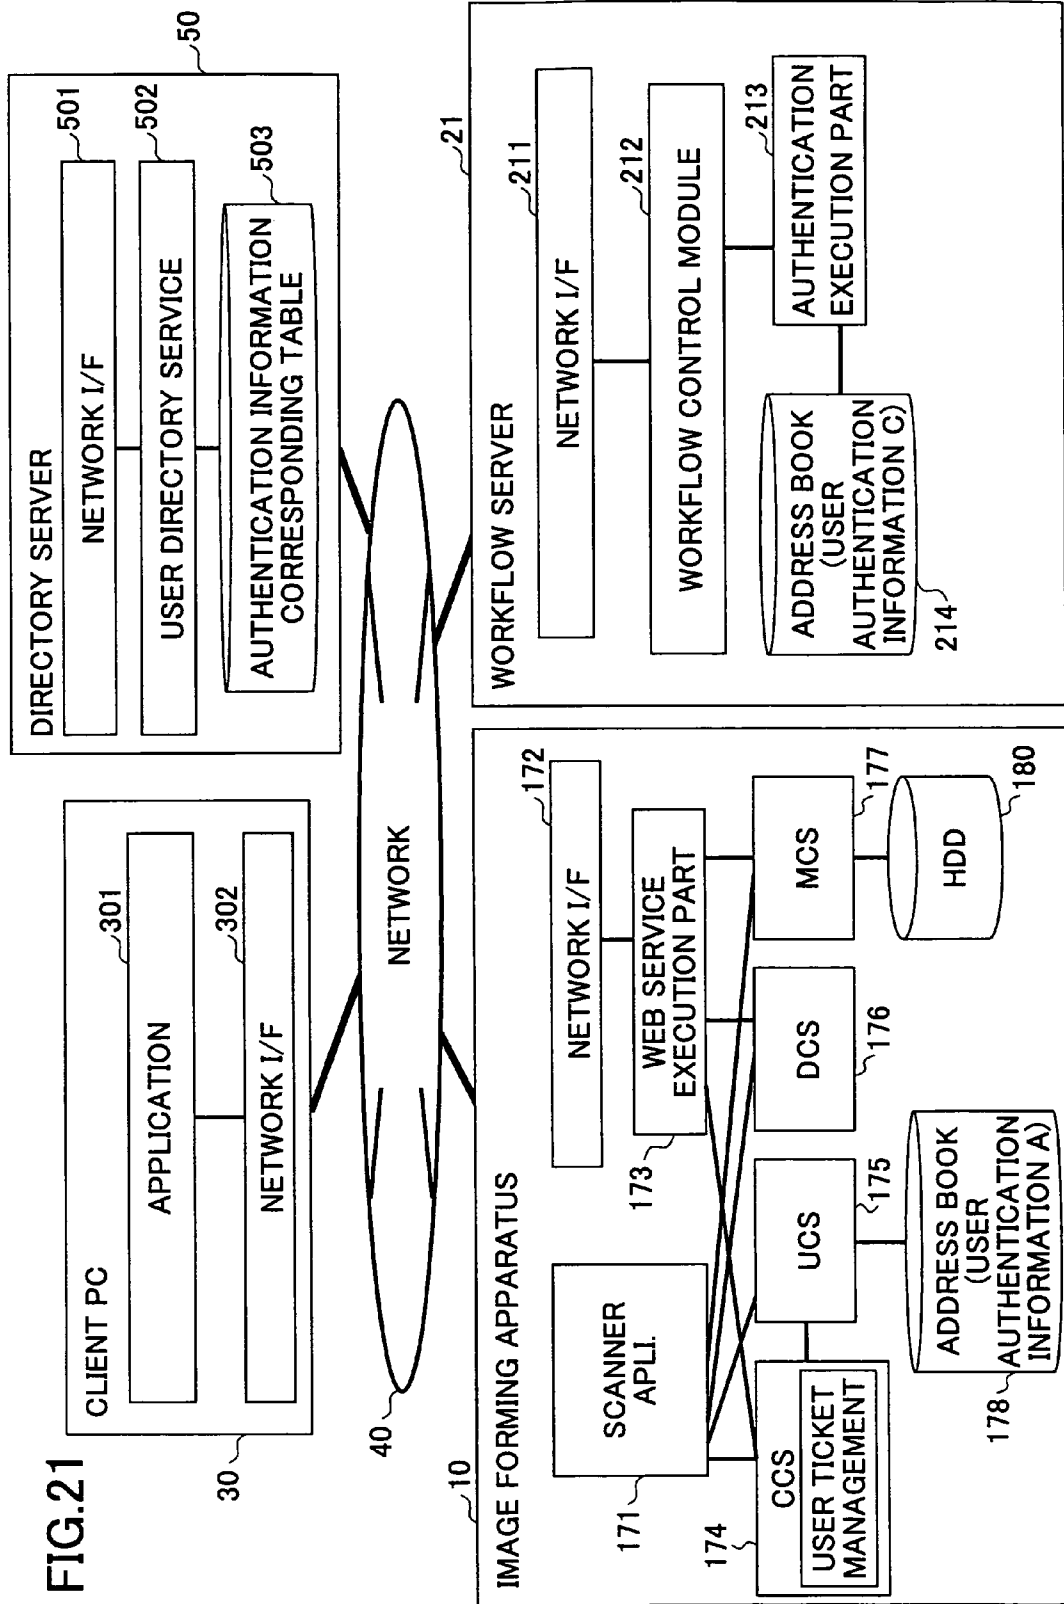 FIG.21
CLIENT PC
30
APPLICATION
301
NETWORK I/F
302
DIRECTORY SERVER
50
NETWORK I/F
501
USER DIRECTORY SERVICE
502
AUTHENTICATION INFORMATION
CORRESPONDING TABLE
503
NETWORK
40
IMAGE FORMING APPARATUS
10
NETWORK I/F
172
SCANNER
APLI.
171
WEB SERVICE
EXECUTION PART
173
CCS
USER TICKET
MANAGEMENT
174
UCS
175
DCS
176
MCS
177
ADDRESS BOOK
(USER
AUTHENTICATION
INFORMATION A)
178
HDD
180
WORKFLOW SERVER
21
NETWORK I/F
211
WORKFLOW CONTROL MODULE
212
ADDRESS BOOK
(USER
AUTHENTICATION
INFORMATION C)
214
AUTHENTICATION
EXECUTION PART
213